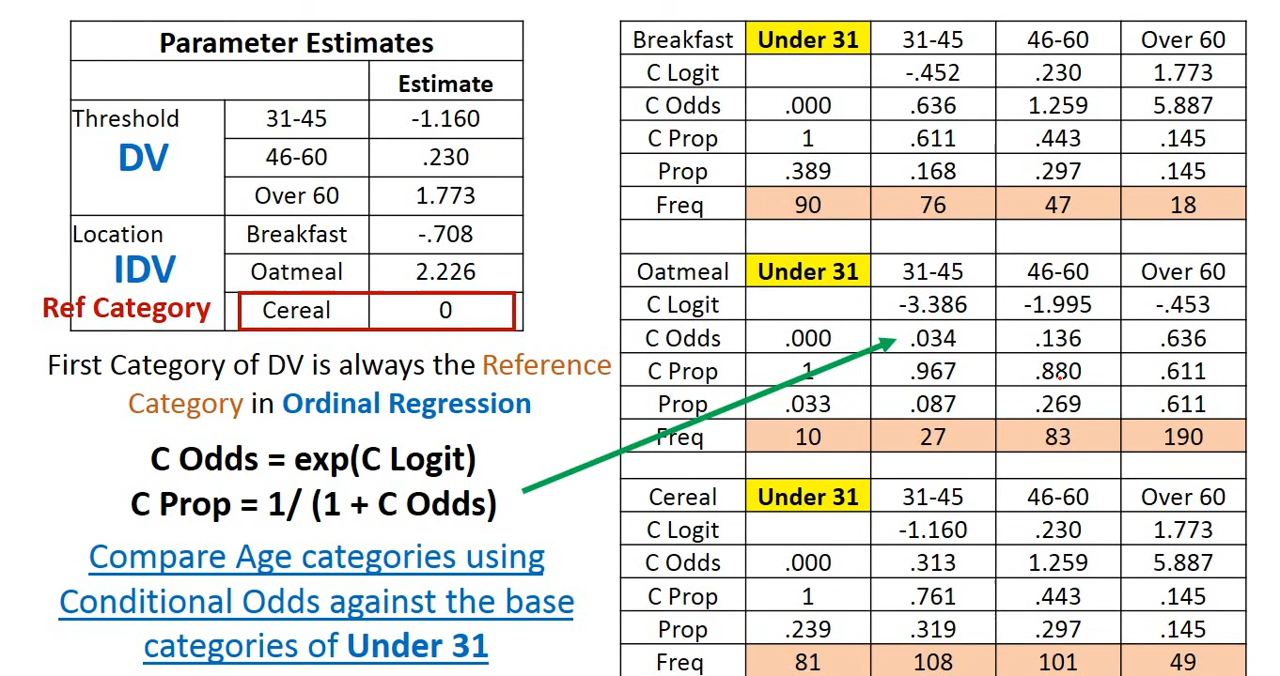 Parameter Estimates
Estimate
Threshold 31-45 -1.160
DV 46-60 .230
Over 60 1.773
Location Breakfast -.708
IDV Oatmeal 2.226
Ref Category Cereal 0
First Category of DV is always the Reference
Category in Ordinal Regression
C Odds = exp(C Logit)
C Prop = 1/ (1 + C Odds)
Compare Age categories using
Conditional Odds against the base
categories of Under 31
Breakfast Under 31 31-45 46-60 Over 60
C Logit -.452 .230 1.773
C Odds .000 .636 1.259 5.887
C Prop 1 .611 .443 .145
Prop .389 .168 .297 .145
Freq 90 76 47 18
Oatmeal Under 31 31-45 46-60 Over 60
C Logit -3.386 -1.995 -.453
C Odds .000 .034 .136 .636
C Prop 1 .967 .880 .611
Prop .033 .087 .269 .611
Freq 10 27 83 190
Cereal Under 31 31-45 46-60 Over 60
C Logit -1.160 .230 1.773
C Odds .000 .313 1.259 5.887
C Prop 1 .761 .443 .145
Prop .239 .319 .297 .145
Freq 81 108 101 49